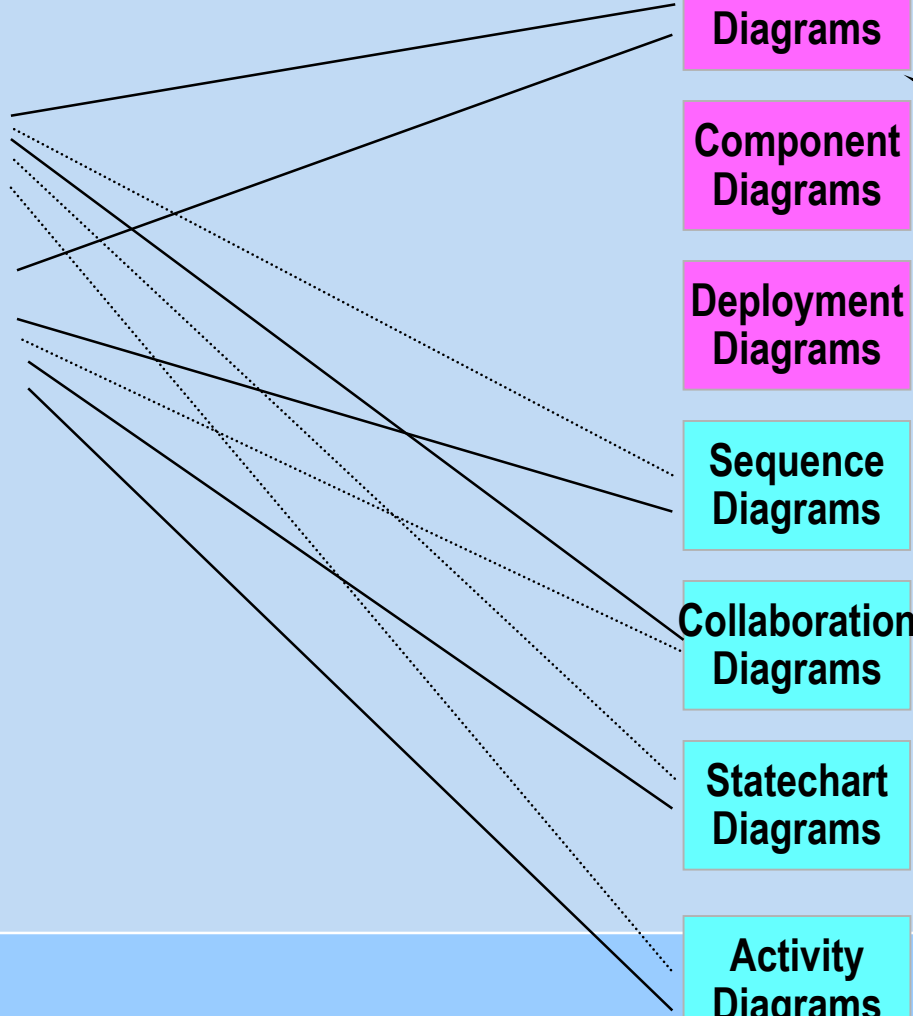 Diagrams
Component
Diagrams
Deployment
Diagrams
Sequence
Diagrams
Collaboration
Diagrams
Statechart
Diagrams
Activity
Diagrams